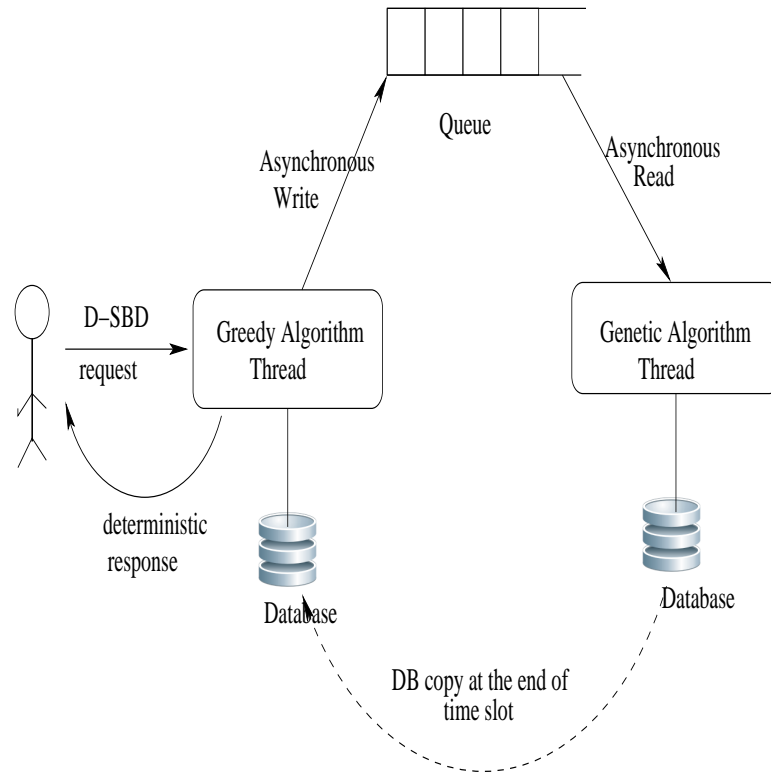 Queue
Asynchronous
Write
Asynchronous
Read
D–SBD
request
Greedy Algorithm
Thread
Genetic Algorithm
Thread
deterministic
response
Database
Database
DB copy at the end of
time slot